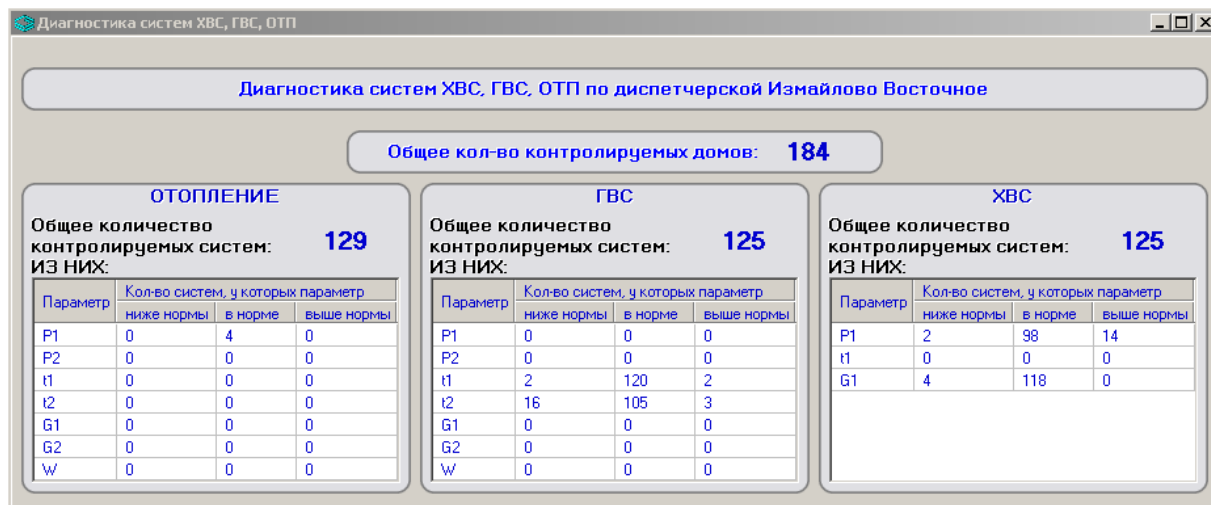 Диагностика систем ХВС, ГВС, ОТП
Диагностика систем ХВС, ГВС, ОТП по диспетчерской Измайлово Восточное
Общее кол-во контролируемых домов: 184
ОТОПЛЕНИЕ
Общее количество
контролируемых систем: 129
ИЗ НИХ:
Параметр Кол-во систем, у которых параметр
ниже нормы в норме выше нормы
P1 0 4 0
P2 0 0 0
t1 0 0 0
t2 0 0 0
G1 0 0 0
G2 0 0 0
W 0 0 0
ГВС
Общее количество
контролируемых систем: 125
ИЗ НИХ:
Параметр Кол-во систем, у которых параметр
ниже нормы в норме выше нормы
P1 0 0 0
P2 0 0 0
t1 2 120 2
t2 16 105 3
G1 0 0 0
G2 0 0 0
W 0 0 0
ХВС
Общее количество
контролируемых систем: 125
ИЗ НИХ:
Параметр Кол-во систем, у которых параметр
ниже нормы в норме выше нормы
P1 2 98 14
t1 0 0 0
G1 4 118 0